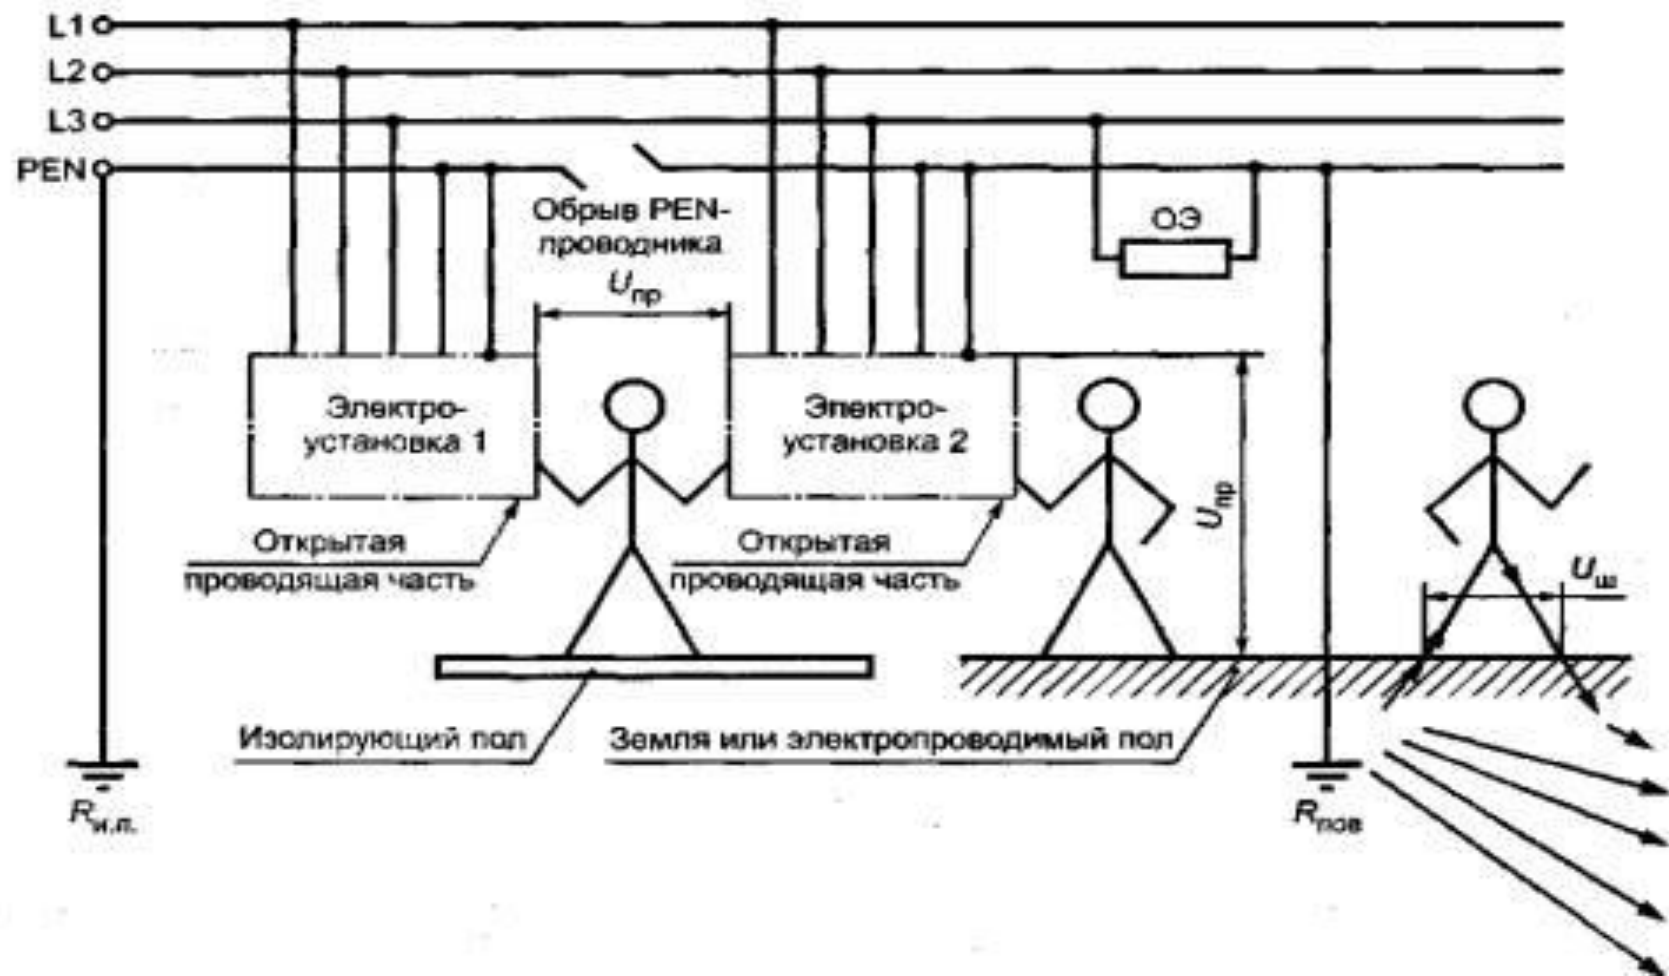 L1
L2
L3
PEN
Обрыв PEN-
проводника
ОЭ
Uпр
Электро-
установка 1
Электро-
установка 2
Uпр
Открытая
проводящая часть
Открытая
проводящая часть
Uш
Изолирующий пол
Земля или электропроводимый пол
Rи.п.
Rпов